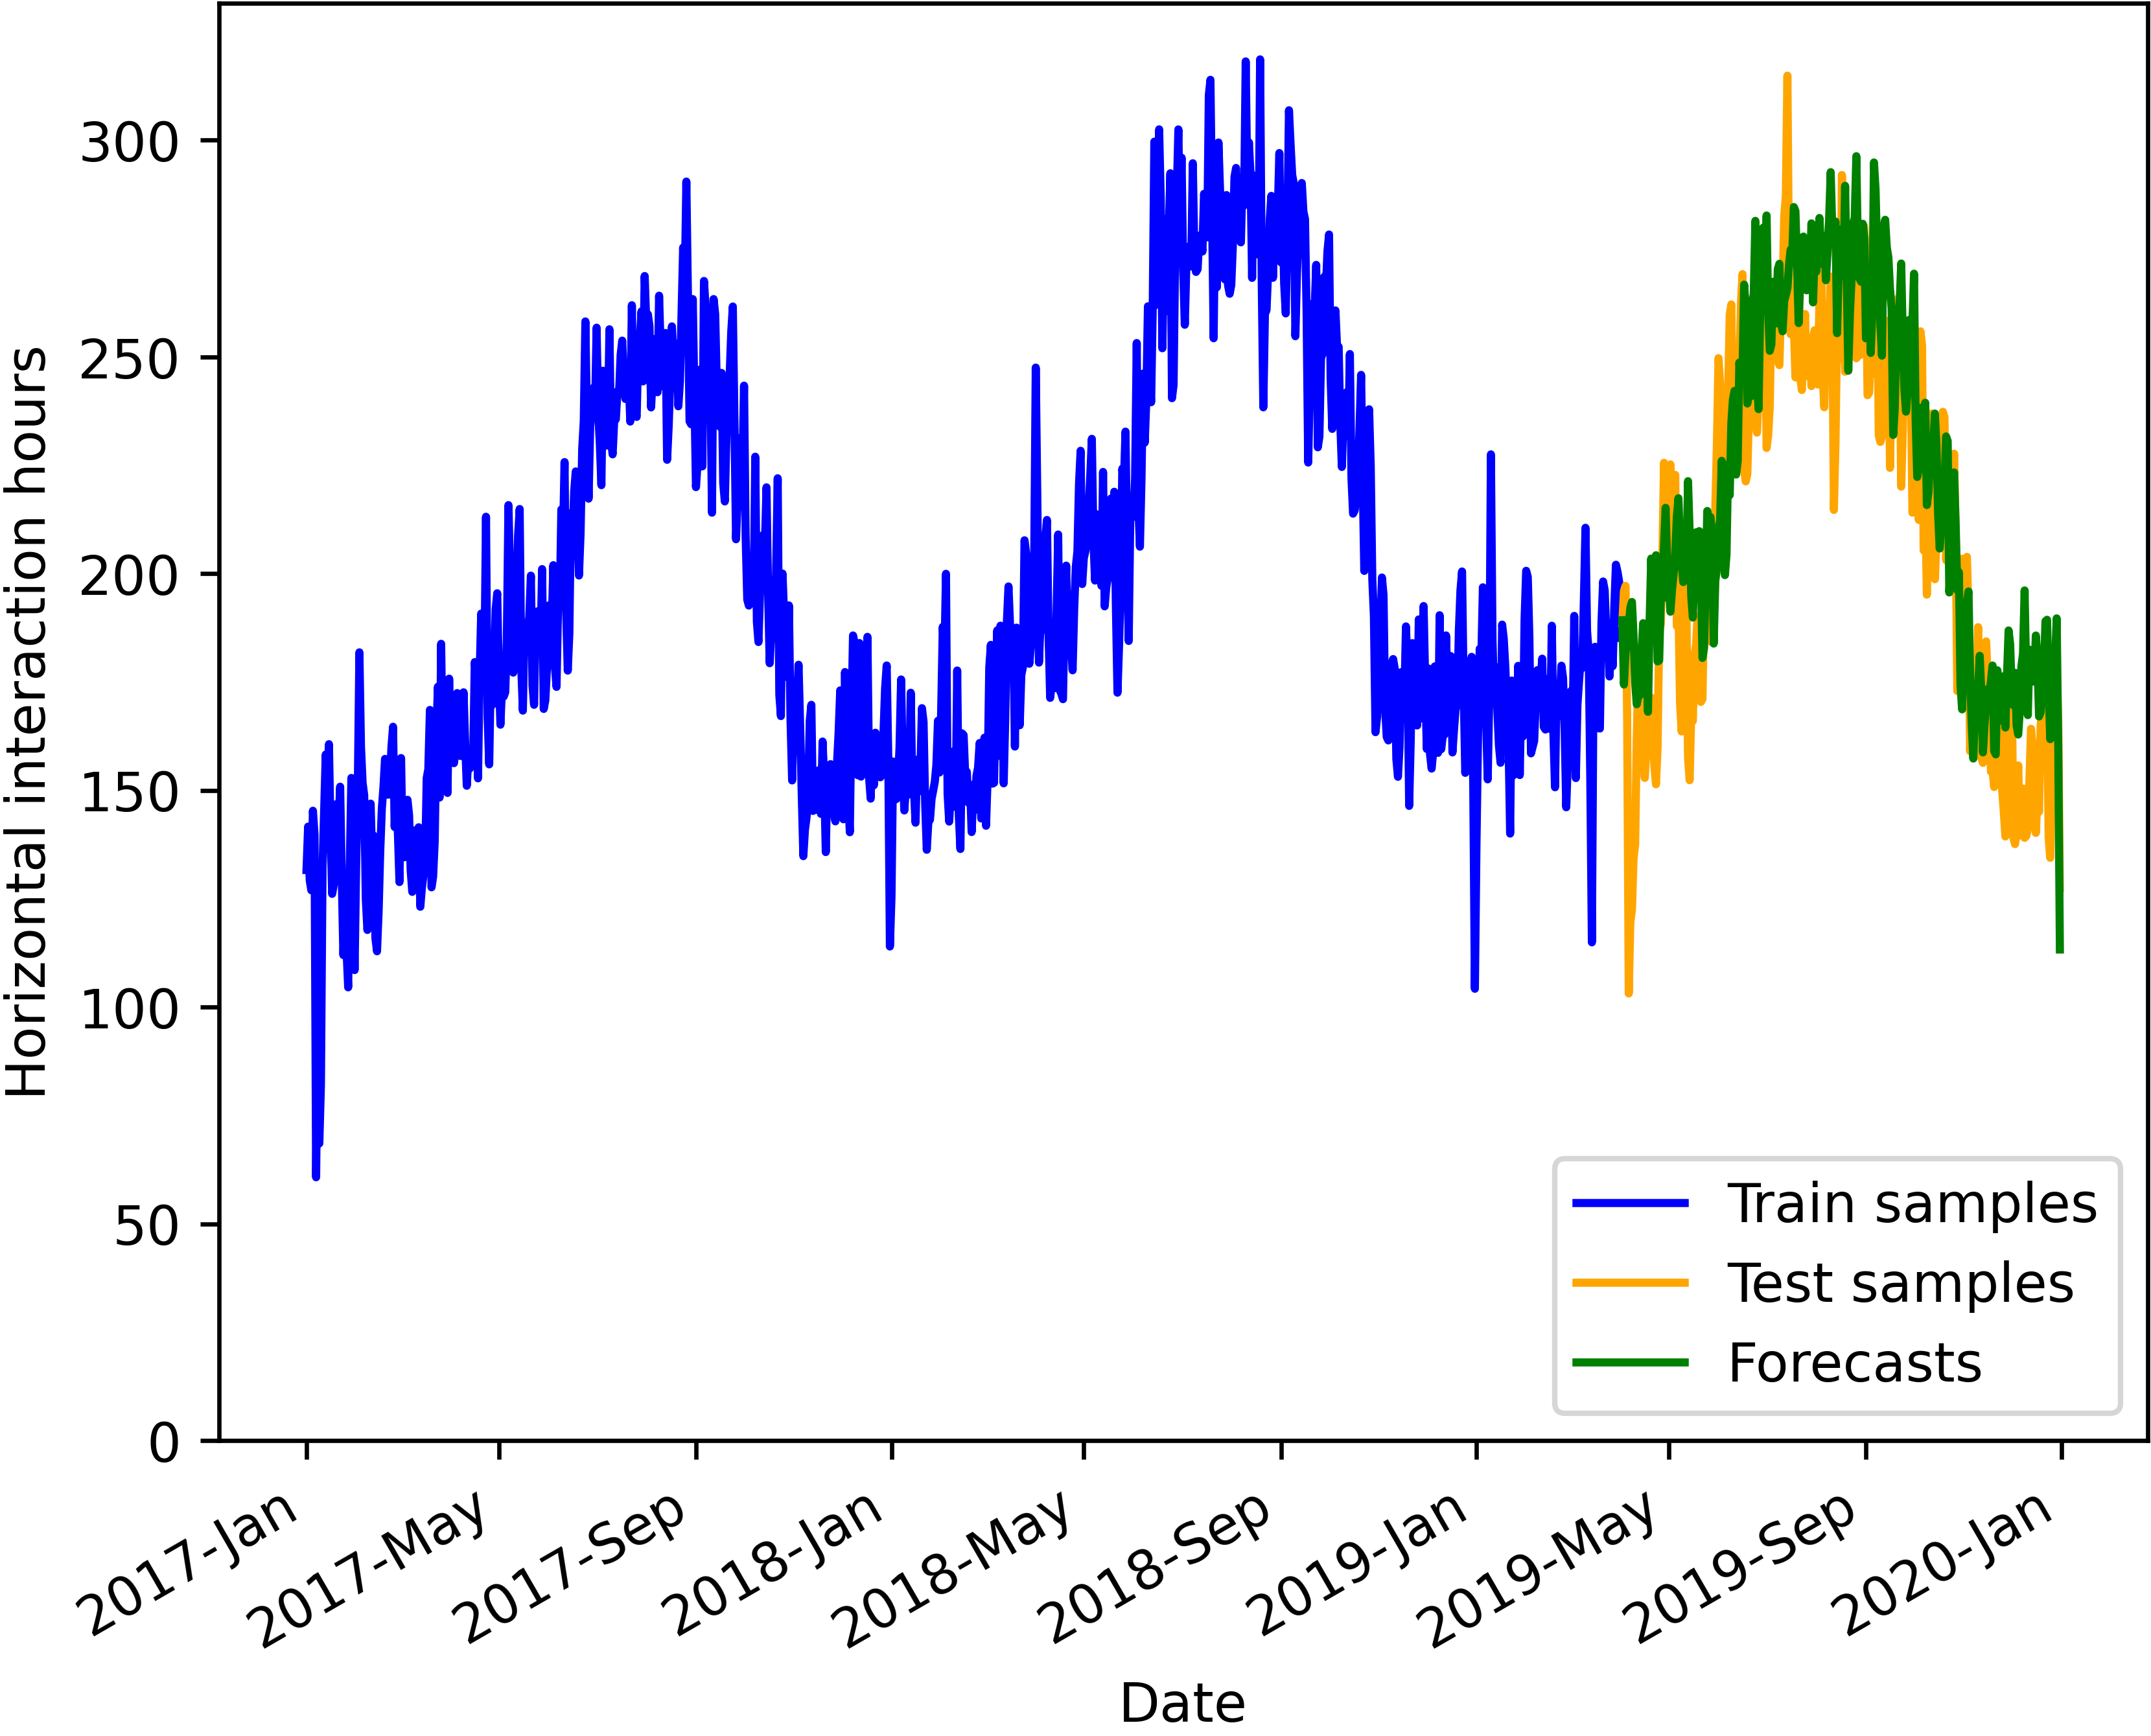 Horizontal interaction hours
300
250
200
150
100
50
0
Train samples
Test samples
Forecasts
2017-Jan
2017-May
2017-Sep
2018-Jan
2018-May
2018-Sep
2019-Jan
2019-May
2019-Sep
2020-Jan
Date